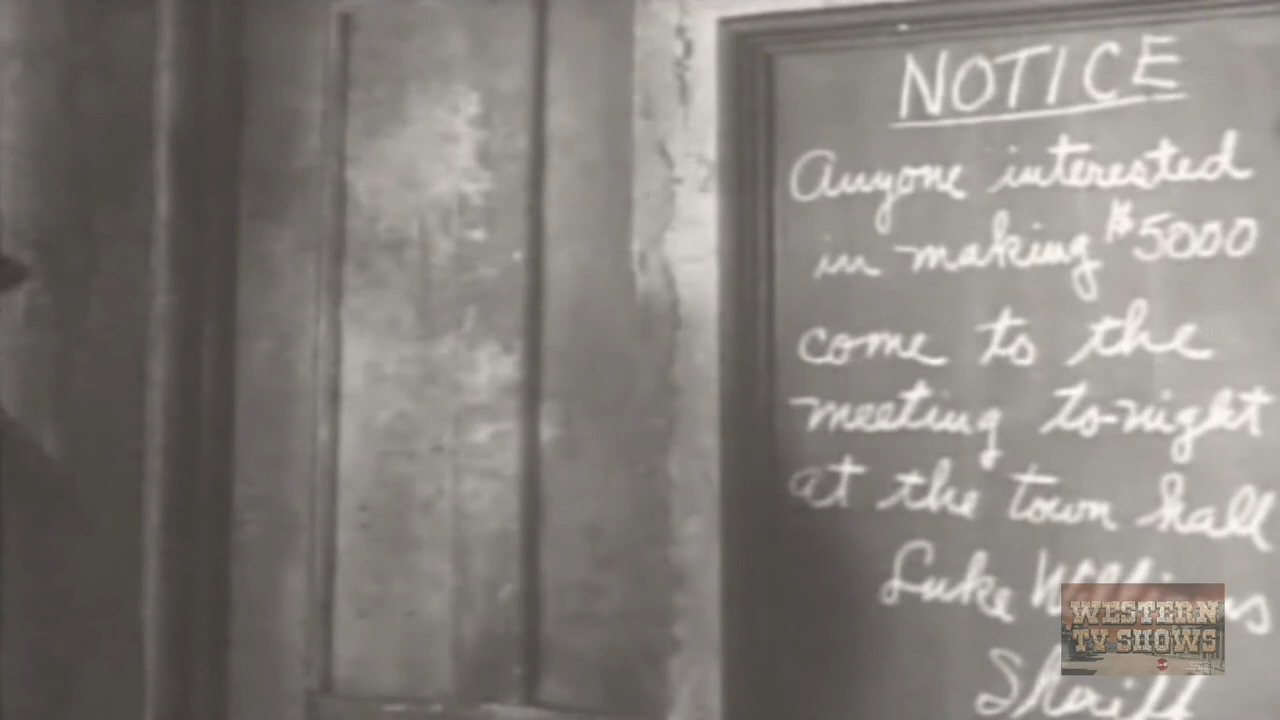 NOTICE
Anyone interested
in making $5000
come to the
meeting to-night
at the town hall
Luke
Sheriff
WESTERN
TV SHOWS